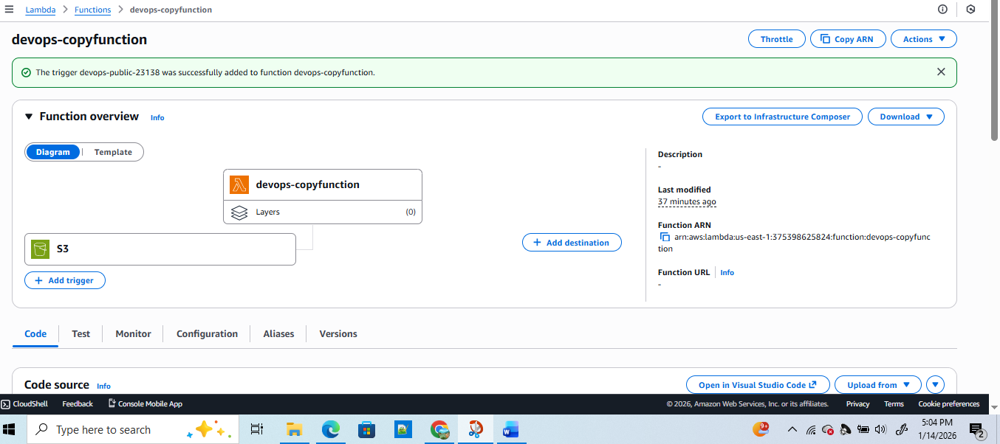 Lambda > Functions > devops-copyfunction
devops-copyfunction
Throttle
Copy ARN
Actions
The trigger devops-public-23138 was successfully added to function devops-copyfunction.
Function overview Info
Export to Infrastructure Composer
Download
Diagram
Template
devops-copyfunction
Layers (0)
S3
+ Add trigger
+ Add destination
Description
-
Last modified
37 minutes ago
Function ARN
arn:aws:lambda:us-east-1:375398625824:function:devops-copyfunc
tion
Function URL Info
-
Code Test Monitor Configuration Aliases Versions
Code source Info
Open in Visual Studio Code
Upload from
CloudShell Feedback Console Mobile App
© 2026, Amazon Web Services, Inc. or its affiliates. Privacy Terms Cookie preferences
Type here to search
9+
5:04 PM
1/14/2026
2